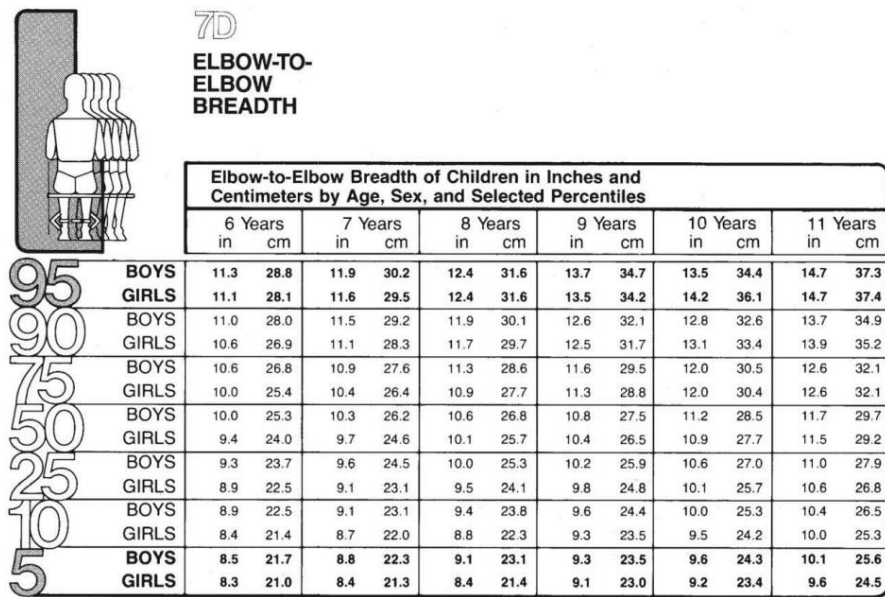 7D
ELBOW-TO-
ELBOW
BREADTH
Elbow-to-Elbow Breadth of Children in Inches and
Centimeters by Age, Sex, and Selected Percentiles
6 Years 7 Years 8 Years 9 Years 10 Years 11 Years
in cm in cm in cm in cm in cm in cm
95 BOYS 11.3 28.8 11.9 30.2 12.4 31.6 13.7 34.7 13.5 34.4 14.7 37.3
GIRLS 11.1 28.1 11.6 29.5 12.4 31.6 13.5 34.2 14.2 36.1 14.7 37.4
90 BOYS 11.0 28.0 11.5 29.2 11.9 30.1 12.6 32.1 12.8 32.6 13.7 34.9
GIRLS 10.6 26.9 11.1 28.3 11.7 29.7 12.5 31.7 13.1 33.4 13.9 35.2
75 BOYS 10.6 26.8 10.9 27.6 11.3 28.6 11.6 29.5 12.0 30.5 12.6 32.1
GIRLS 10.0 25.4 10.4 26.4 10.9 27.7 11.3 28.8 12.0 30.4 12.6 32.1
50 BOYS 10.0 25.3 10.3 26.2 10.6 26.8 10.8 27.5 11.2 28.5 11.7 29.7
GIRLS 9.4 24.0 9.7 24.6 10.1 25.7 10.4 26.5 10.9 27.7 11.5 29.2
25 BOYS 9.3 23.7 9.6 24.5 10.0 25.3 10.2 25.9 10.6 27.0 11.0 27.9
GIRLS 8.9 22.5 9.1 23.1 9.5 24.1 9.8 24.8 10.1 25.7 10.6 26.8
10 BOYS 8.9 22.5 9.1 23.1 9.4 23.8 9.6 24.4 10.0 25.3 10.4 26.5
GIRLS 8.4 21.4 8.7 22.0 8.8 22.3 9.3 23.5 9.5 24.2 10.0 25.3
5 BOYS 8.5 21.7 8.8 22.3 9.1 23.1 9.3 23.5 9.6 24.3 10.1 25.6
GIRLS 8.3 21.0 8.4 21.3 8.4 21.4 9.1 23.0 9.2 23.4 9.6 24.5